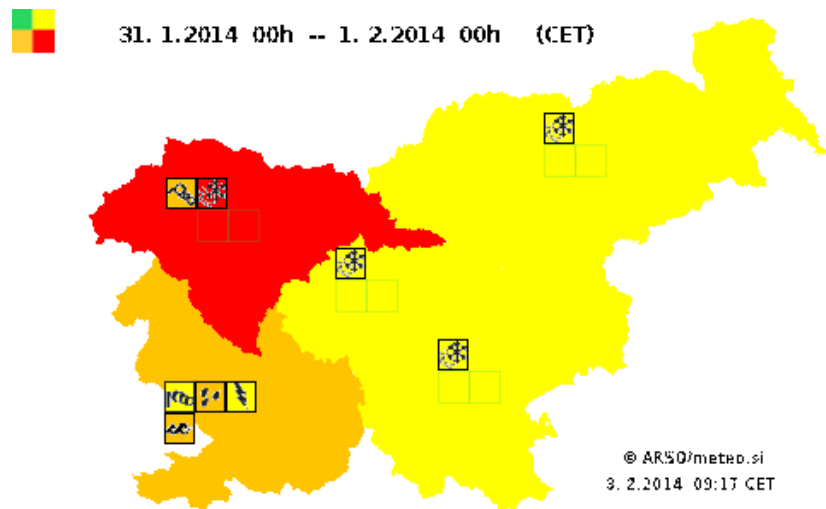 31. 1.2014 00h -- 1. 2.2014 00h (CET)
© ARSO/meteo.si
3. 2.2014 09:17 CET